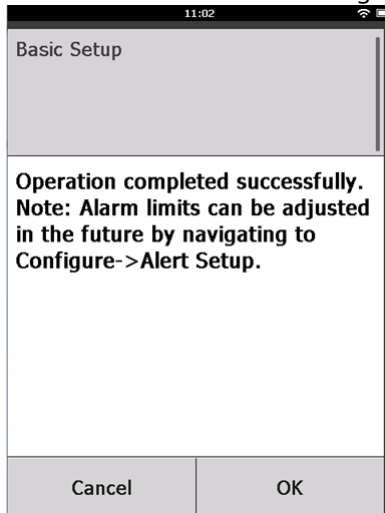 11:02
Basic Setup
Operation completed successfully.
Note: Alarm limits can be adjusted
in the future by navigating to
Configure->Alert Setup.
Cancel
OK